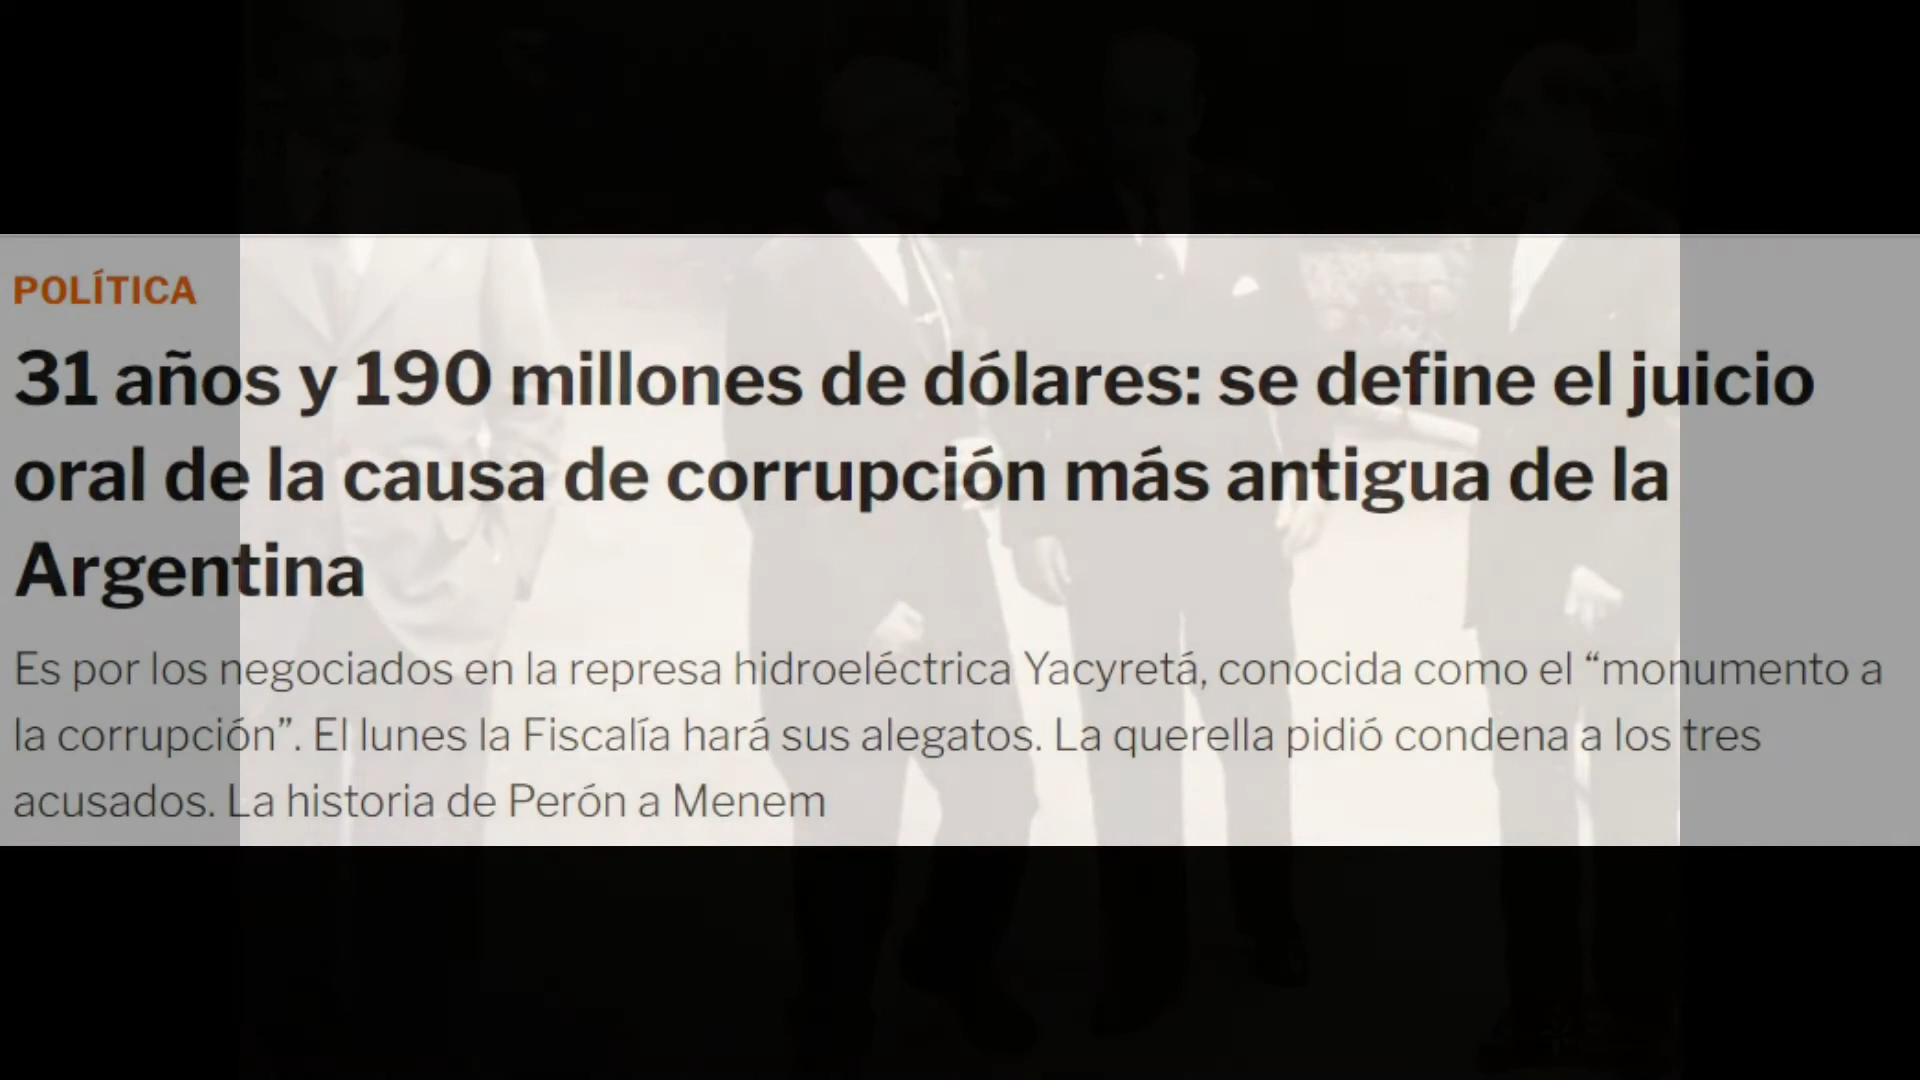 POLÍTICA
31 años y 190 millones de dólares: se define el juicio
oral de la causa de corrupción más antigua de la
Argentina
Es por los negociados en la represa hidroeléctrica Yacyretá, conocida como el “monumento a
la corrupción”. El lunes la Fiscalía hará sus alegatos. La querella pidió condena a los tres
acusados. La historia de Perón a Menem